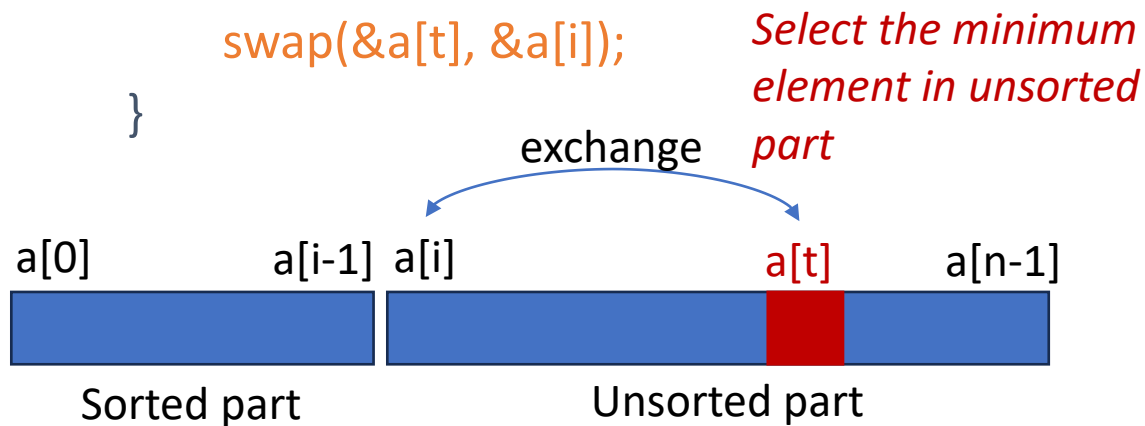 swap(&a[t], &a[i]);
}
Select the minimum
element in unsorted
part
exchange
a[0] a[i-1] a[i] a[t] a[n-1]
Sorted part Unsorted part